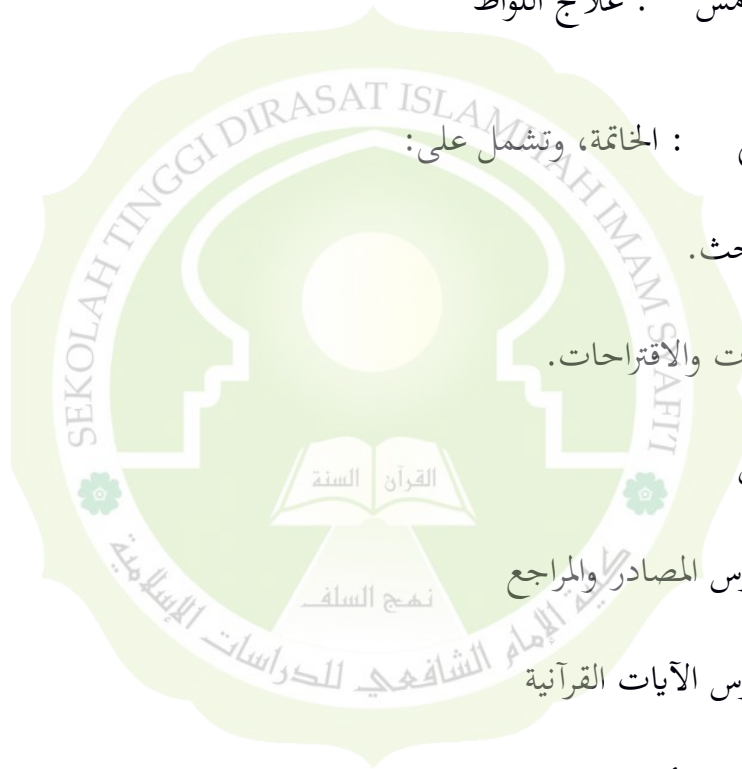 : علاج اللواط
: الخاتمة، وتشمل على:
والاقتراحات.
المصادر والمراجع
الآيات القرآنية
SEKOLAH TINGGI DIRASAT ISLAMIYAH IMAM SYAFI'I
القرآن السنة
نهج السلف
كلية الإمام الشافعي للدراسات الإسلامية